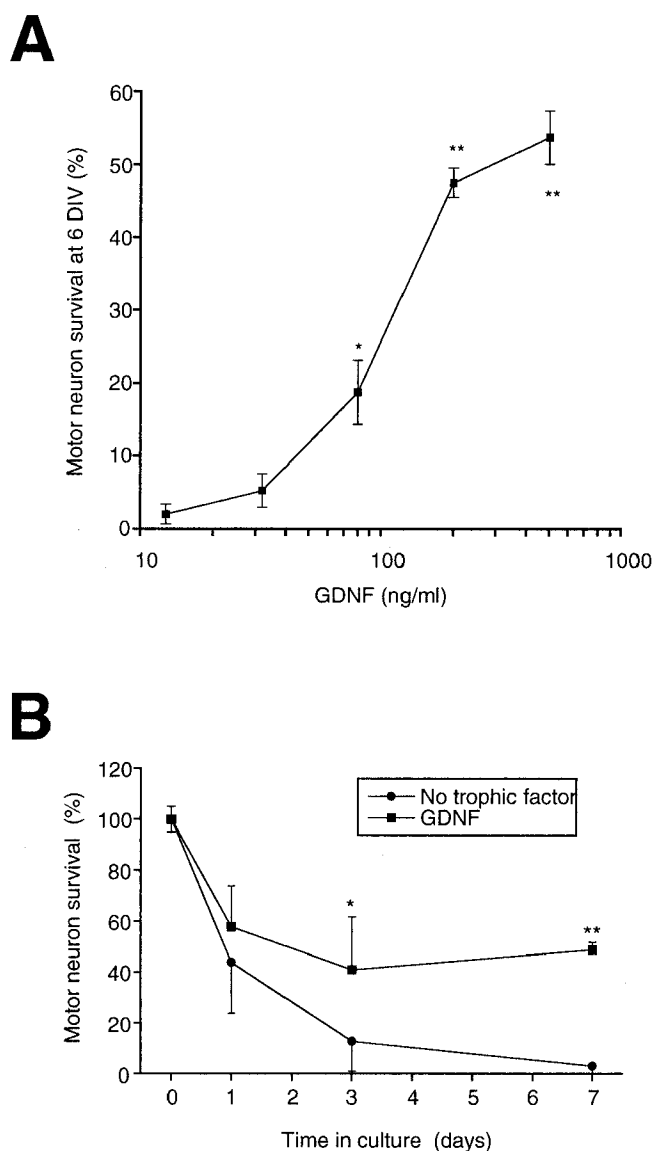 A
Motor neuron survival at 6 DIV (%)
60
50
40
30
20
10
0
*
**
**
10 100 1000
GDNF (ng/ml)
B
Motor neuron survival (%)
120
100
80
60
40
20
0
No trophic factor
GDNF
*
**
0 1 2 3 4 5 6 7
Time in culture (days)